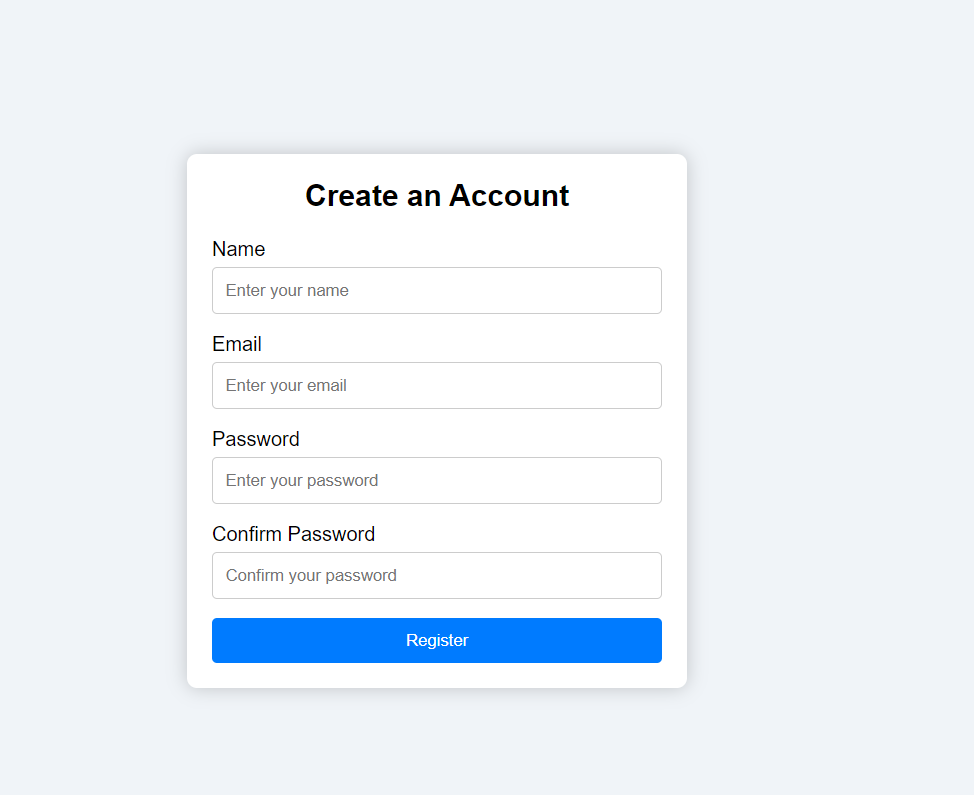 Create an Account
Name
Enter your name
Email
Enter your email
Password
Enter your password
Confirm Password
Confirm your password
Register